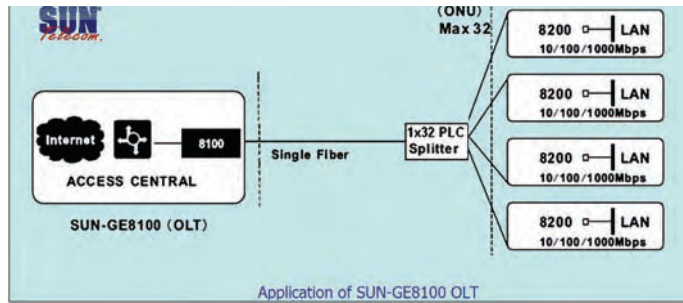 SUN
Telecom.
(ONU)
Max 32
8200 LAN
10/100/1000Mbps
8200 LAN
10/100/1000Mbps
Internet
8100
Single Fiber
1x32 PLC
Splitter
ACCESS CENTRAL
8200 LAN
10/100/1000Mbps
SUN-GE8100 (OLT)
8200 LAN
10/100/1000Mbps
Application of SUN-GE8100 OLT